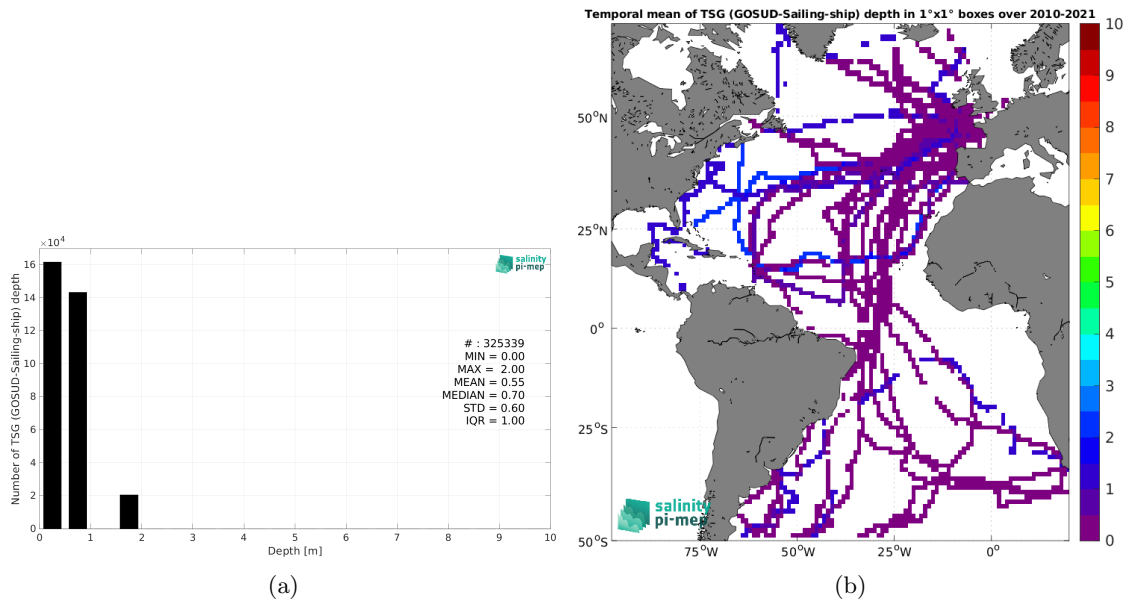 Temporal mean of TSG (GOSUD-Sailing-ship) depth in 1°x1° boxes over 2010-2021
×10⁴
16
14
12
10
8
6
4
2
0
Number of TSG (GOSUD-Sailing-ship) depth
salinity
pi-mep
# : 325339
MIN = 0.00
MAX = 2.00
MEAN = 0.55
MEDIAN = 0.70
STD = 0.60
IQR = 1.00
0 1 2 3 4 5 6 7 8 9 10
Depth [m]
(a)
50°N
25°N
0°
25°S
50°S
salinity
pi-mep
75°W 50°W 25°W 0°
10
9
8
7
6
5
4
3
2
1
0
(b)